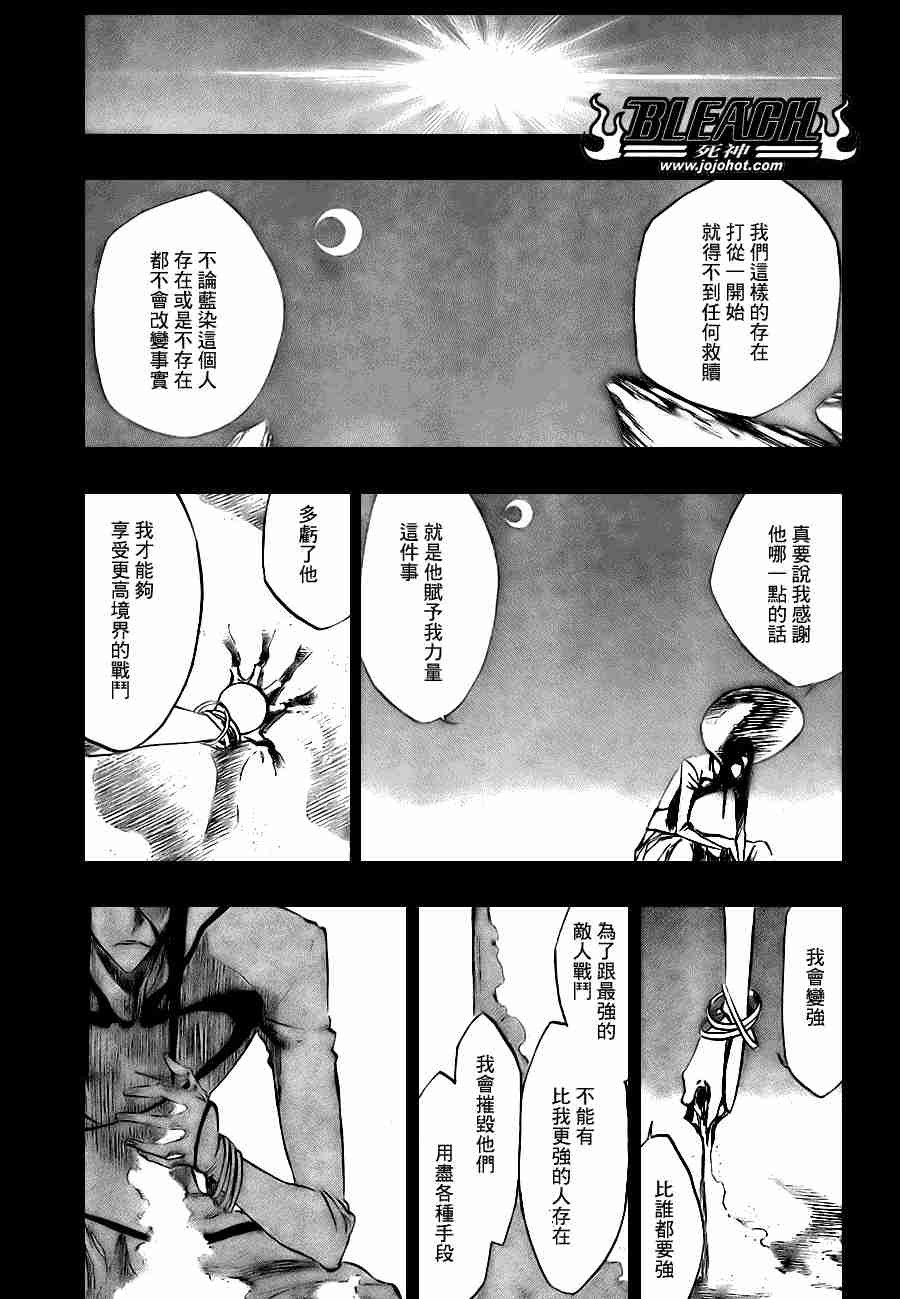 BLEACH
死神
www.jojohot.com
我們這樣的存在
打從一開始
就得不到任何救贖
不論藍染這個人
存在或是不存在
都不會改變事實
真要說我感謝
他哪一點的話
就是他賦予我力量
這件事
多虧了他
我才能夠
享受更高境界的戰鬥
我會變強
比誰都要強
為了跟最強的
敵人戰鬥
不能有
比我更強的人存在
我會摧毀他們
用盡各種手段